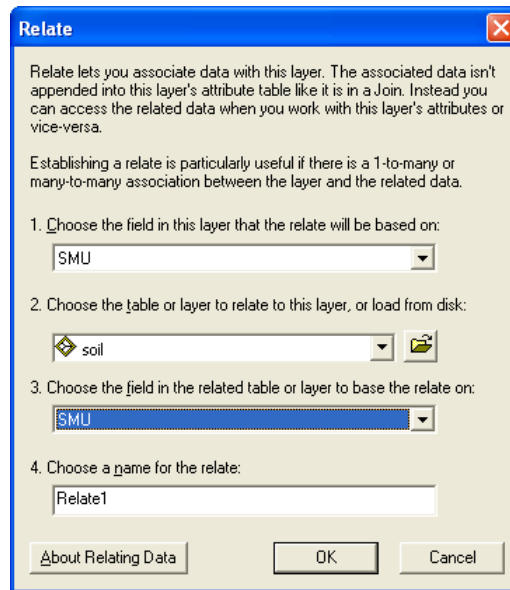 Relate
Relate lets you associate data with this layer. The associated data isn't
appended into this layer's attribute table like it is in a Join. Instead you
can access the related data when you work with this layer's attributes or
vice-versa.
Establishing a relate is particularly useful if there is a 1-to-many or
many-to-many association between the layer and the related data.
1. Choose the field in this layer that the relate will be based on:
SMU
2. Choose the table or layer to relate to this layer, or load from disk:
soil
3. Choose the field in the related table or layer to base the relate on:
SMU
4. Choose a name for the relate:
Relate1
About Relating Data OK Cancel